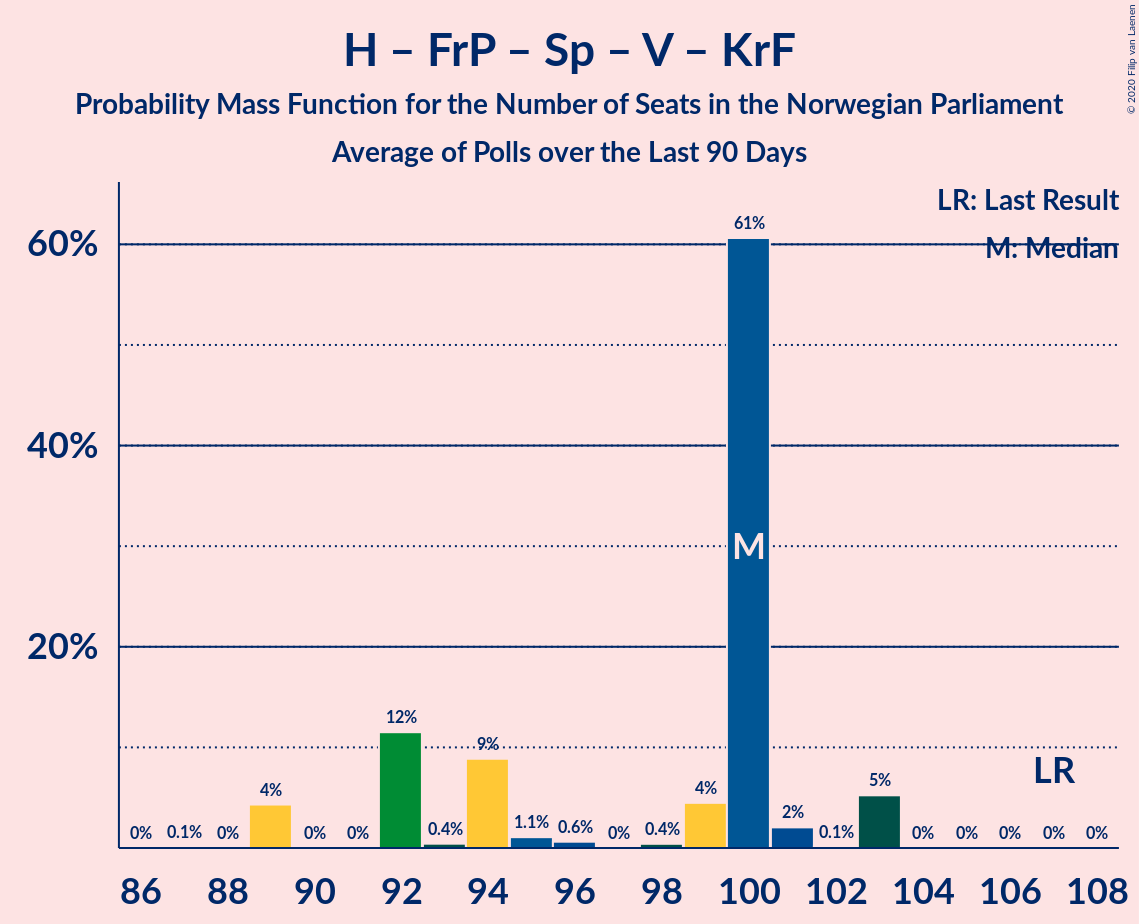 H – FrP – Sp – V – KrF
Probability Mass Function for the Number of Seats in the Norwegian Parliament
Average of Polls over the Last 90 Days
© 2020 Filip van Laenen
LR: Last Result
M: Median
60%
40%
20%
0% 0.1% 0% 4% 0% 0% 12% 0.4% 9% 1.1% 0.6% 0% 0.4% 4% 61% 2% 0.1% 5% 0% 0% 0% 0% 0%
M
LR
86 88 90 92 94 96 98 100 102 104 106 108